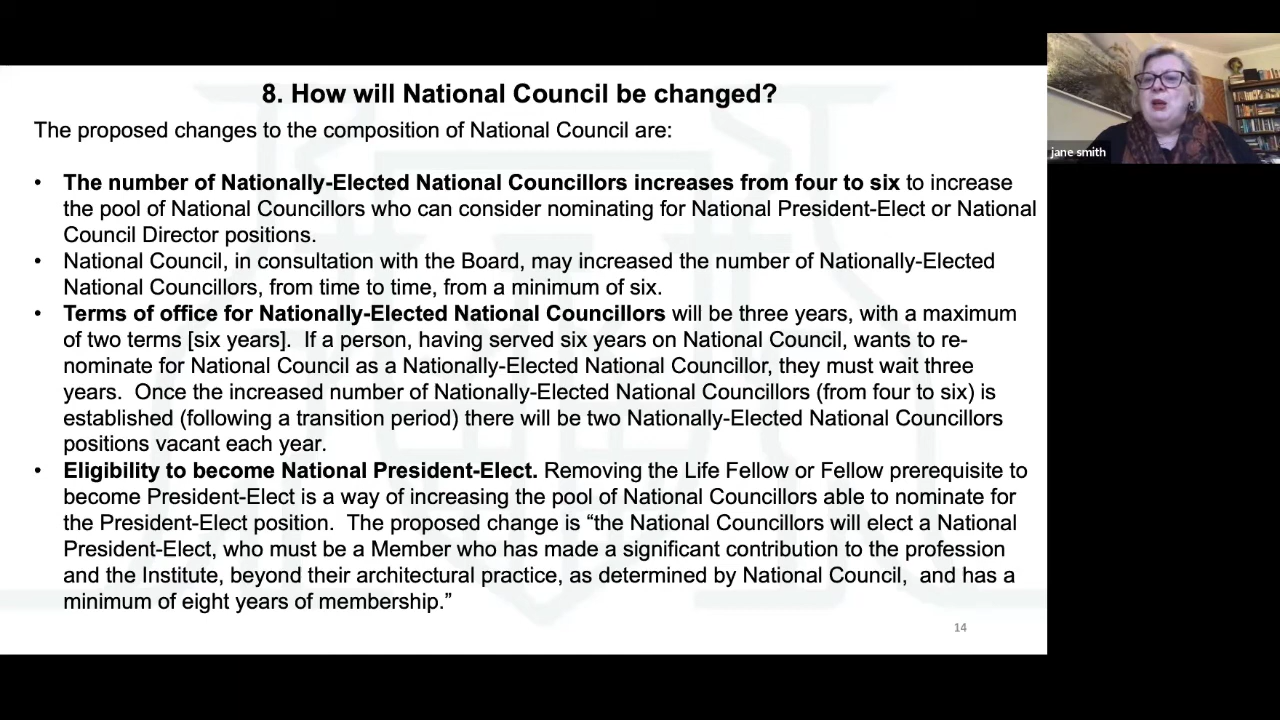 8. How will National Council be changed?
The proposed changes to the composition of National Council are:
• The number of Nationally-Elected National Councillors increases from four to six to increase
the pool of National Councillors who can consider nominating for National President-Elect or National
Council Director positions.
• National Council, in consultation with the Board, may increased the number of Nationally-Elected
National Councillors, from time to time, from a minimum of six.
• Terms of office for Nationally-Elected National Councillors will be three years, with a maximum
of two terms [six years]. If a person, having served six years on National Council, wants to re-
nominate for National Council as a Nationally-Elected National Councillor, they must wait three
years. Once the increased number of Nationally-Elected National Councillors (from four to six) is
established (following a transition period) there will be two Nationally-Elected National Councillors
positions vacant each year.
• Eligibility to become National President-Elect. Removing the Life Fellow or Fellow prerequisite to
become President-Elect is a way of increasing the pool of National Councillors able to nominate for
the President-Elect position. The proposed change is “the National Councillors will elect a National
President-Elect, who must be a Member who has made a significant contribution to the profession
and the Institute, beyond their architectural practice, as determined by National Council, and has a
minimum of eight years of membership.”
14
jane smith